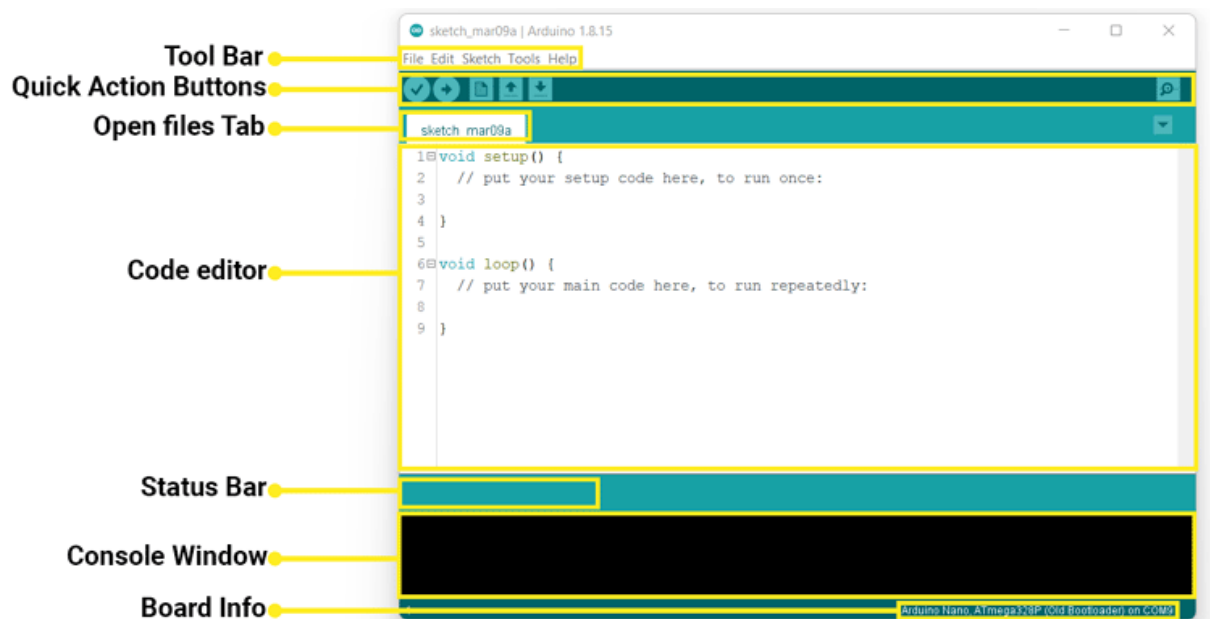 sketch_mar09a | Arduino 1.8.15
Tool Bar
File Edit Sketch Tools Help
Quick Action Buttons
Open files Tab
sketch_mar09a
1 void setup() {
2 // put your setup code here, to run once:
3
4 }
5
6 void loop() {
7 // put your main code here, to run repeatedly:
8
9 }
Code editor
Status Bar
Console Window
Board Info
Arduino Nano, ATmega328P (Old Bootloader) on COM9